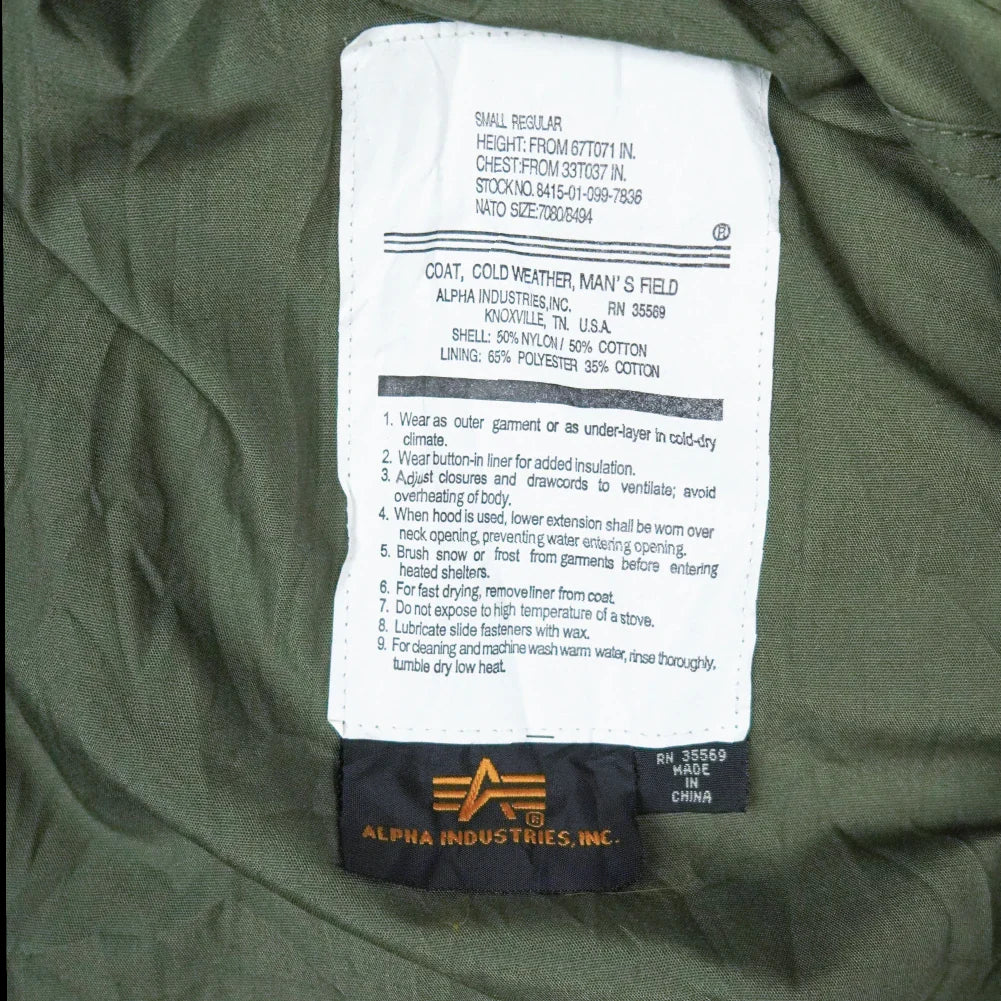 SMALL REGULAR
HEIGHT: FROM 67T071 IN.
CHEST:FROM 33T037 IN.
STOCK NO. 8415-01-099-7836
NATO SIZE:7080/8494
®
COAT, COLD WEATHER, MAN'S FIELD
ALPHA INDUSTRIES,INC. RN 35569
KNOXVILLE, TN. U.S.A.
SHELL: 50% NYLON / 50% COTTON
LINING: 65% POLYESTER 35% COTTON
1. Wear as outer garment or as under-layer in cold-dry
climate.
2. Wear button-in liner for added insulation.
3. Adjust closures and drawcords to ventilate; avoid
overheating of body.
4. When hood is used, lower extension shall be worn over
neck opening, preventing water entering opening.
5. Brush snow or frost from garments before entering
heated shelters.
6. For fast drying, remove liner from coat.
7. Do not expose to high temperature of a stove.
8. Lubricate slide fasteners with wax.
9. For cleaning and machine wash warm water, rinse thoroughly,
tumble dry low heat.
RN 35569
MADE
IN
CHINA
®
ALPHA INDUSTRIES, INC.